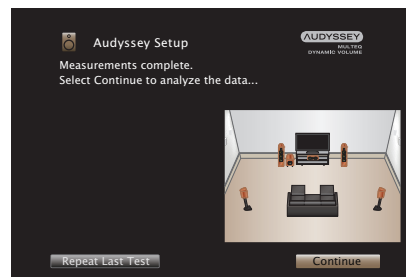 Audyssey Setup
AUDYSSEY
MULTEQ
DYNAMIC VOLUME
Measurements complete.
Select Continue to analyze the data...
Repeat Last Test
Continue